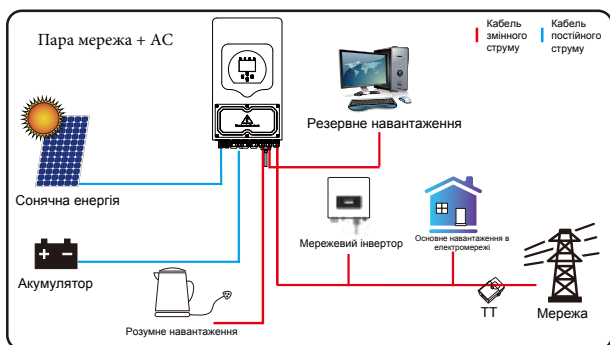 Пара мережа + АС
Кабель
змінного
струму
Кабель
постійного
струму
Резервне навантаження
Сонячна енергія
Мережевий інвертор
Основне навантаження в
електромережі
Акумулятор
Розумне навантаження
ТТ
Мережа